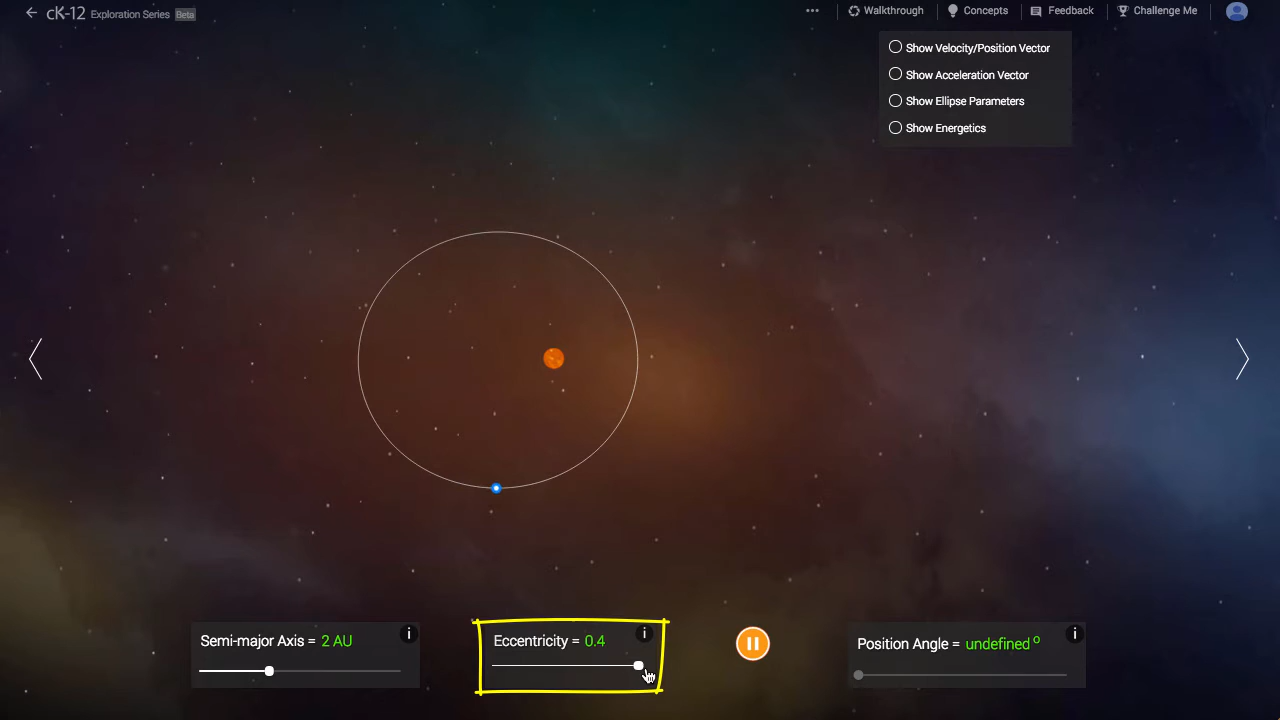 cK-12 Exploration Series Beta
Walkthrough
Concepts
Feedback
Challenge Me
Show Velocity/Position Vector
Show Acceleration Vector
Show Ellipse Parameters
Show Energetics
Semi-major Axis = 2 AU
i
Eccentricity = 0.4
i
Position Angle = undefined°
i